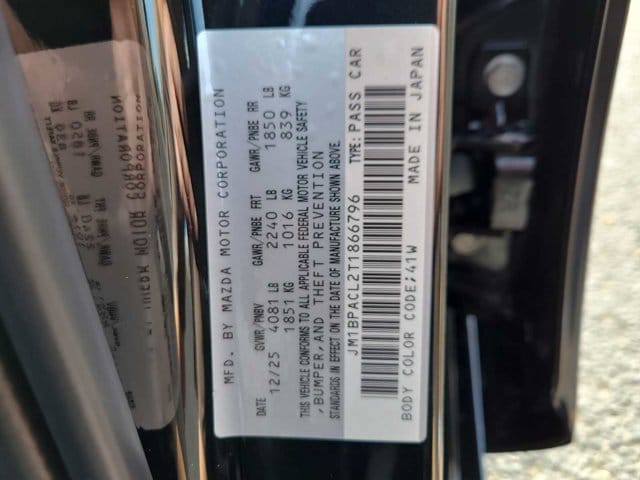 MFD. BY MAZDA MOTOR CORPORATION
DATE GVWR/PNBV GAWR/PNBE FRT GAWR/PNBE RR
12/25 4081 LB 2240 LB 1850 LB
1851 KG 1016 KG 839 KG
THIS VEHICLE CONFORMS TO ALL APPLICABLE FEDERAL MOTOR VEHICLE SAFETY
,BUMPER,AND THEFT PREVENTION
STANDARDS IN EFFECT ON THE DATE OF MANUFACTURE SHOWN ABOVE.
JM1BPACL2T1866796 TYPE:PASS CAR
BODY COLOR CODE;41W MADE IN JAPAN